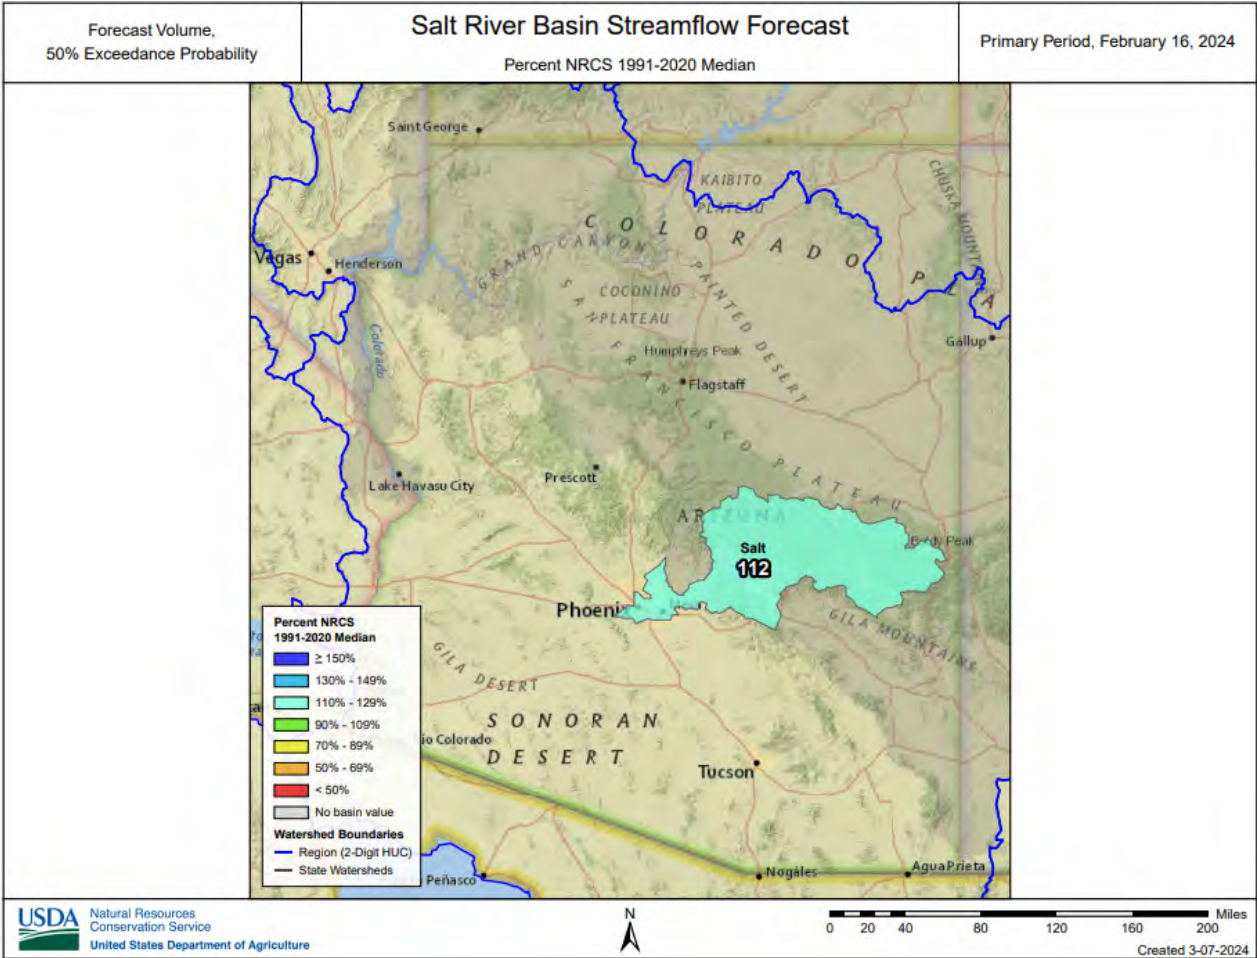 Forecast Volume,
50% Exceedance Probability
Salt River Basin Streamflow Forecast
Percent NRCS 1991-2020 Median
Primary Period, February 16, 2024
Saint George
KAIBITO
PLATEAU
CHUSKA
COLORADO
GRAND CANYON
PAINTED DESERT
Vegas
Henderson
COCONINO
PLATEAU
SAN FRANCISCO PLATEAU
Colorado
Gallup
Humphreys Peak
Flagstaff
Lake Havasu City
Prescott
ARIZONA
Salt
112
Peak
Phoenix
GILA MOUNTAINS
GILA DESERT
SONORAN
DESERT
io Colorado
Tucson
Nogáles
Agua Prieta
Peñasco
Percent NRCS
1991-2020 Median
≥ 150%
130% - 149%
110% - 129%
90% - 109%
70% - 89%
50% - 69%
< 50%
No basin value
Watershed Boundaries
Region (2-Digit HUC)
State Watersheds
USDA
Natural Resources
Conservation Service
United States Department of Agriculture
N
0 20 40 80 120 160 200 Miles
Created 3-07-2024